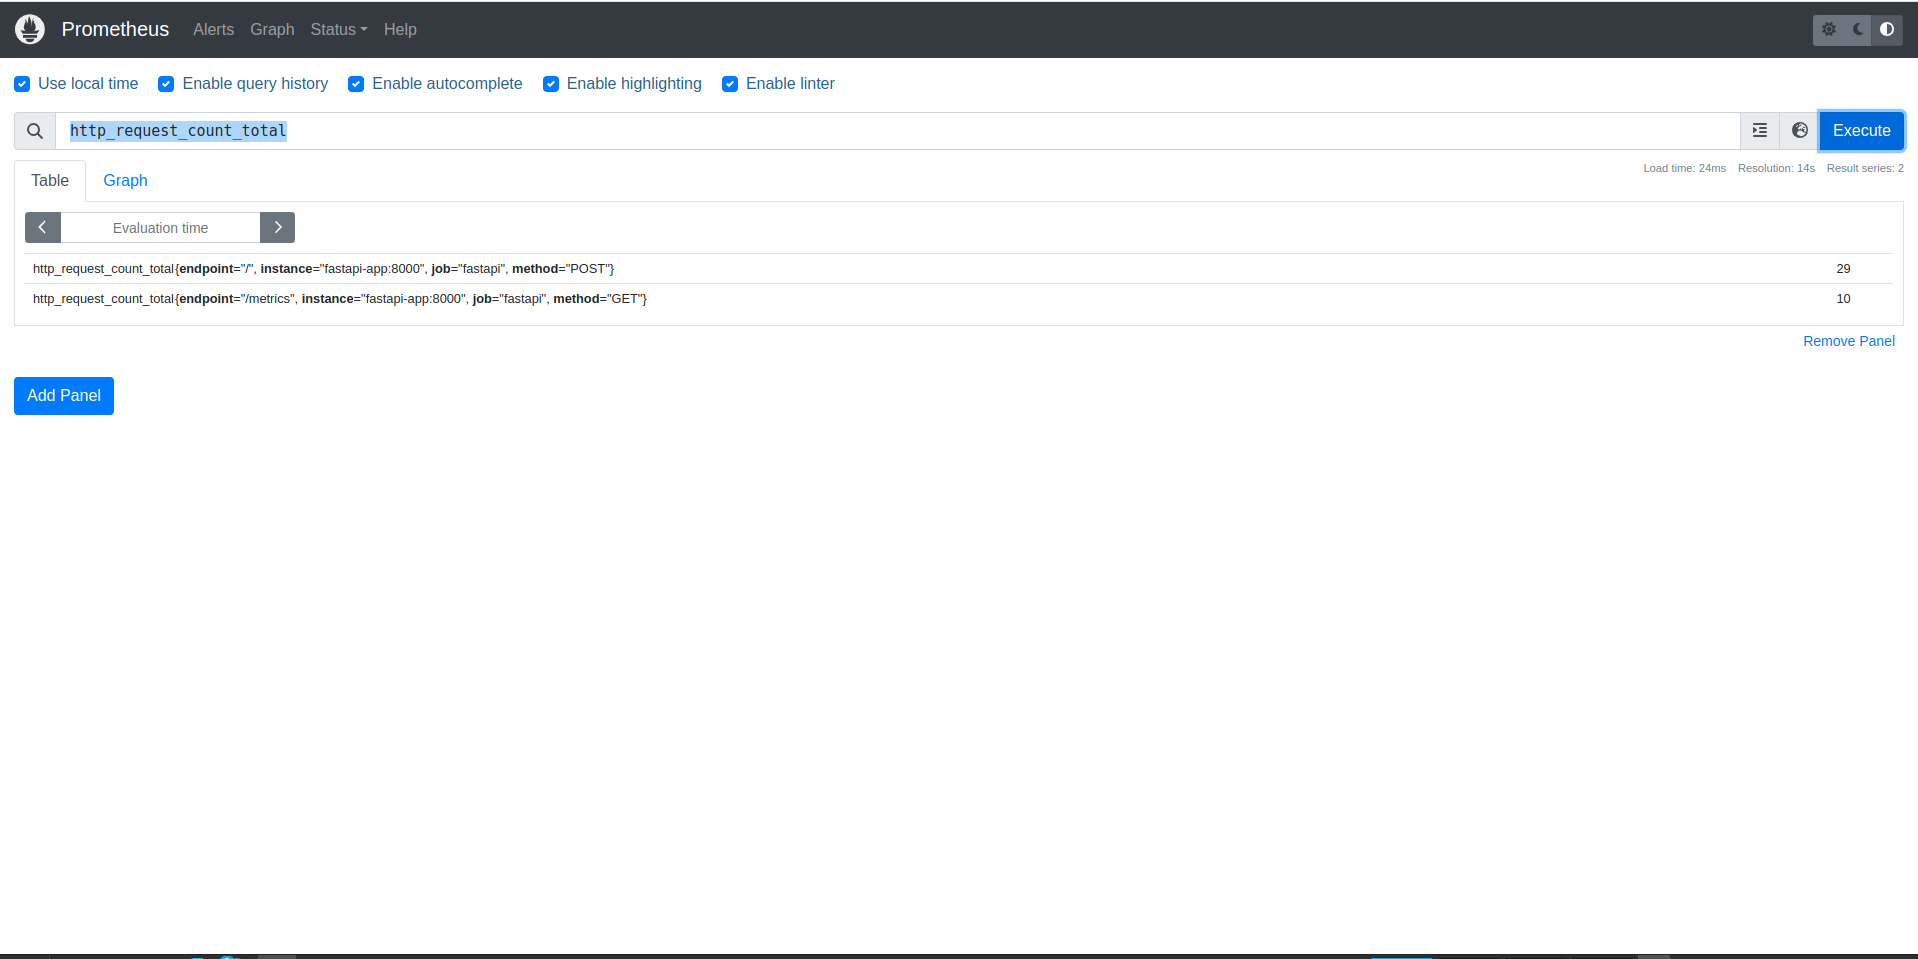 Prometheus Alerts Graph Status Help
Use local time Enable query history Enable autocomplete Enable highlighting Enable linter
http_request_count_total Execute
Table Graph Load time: 24ms Resolution: 14s Result series: 2
Evaluation time
http_request_count_total{endpoint="/", instance="fastapi-app:8000", job="fastapi", method="POST"} 29
http_request_count_total{endpoint="/metrics", instance="fastapi-app:8000", job="fastapi", method="GET"} 10
Remove Panel
Add Panel